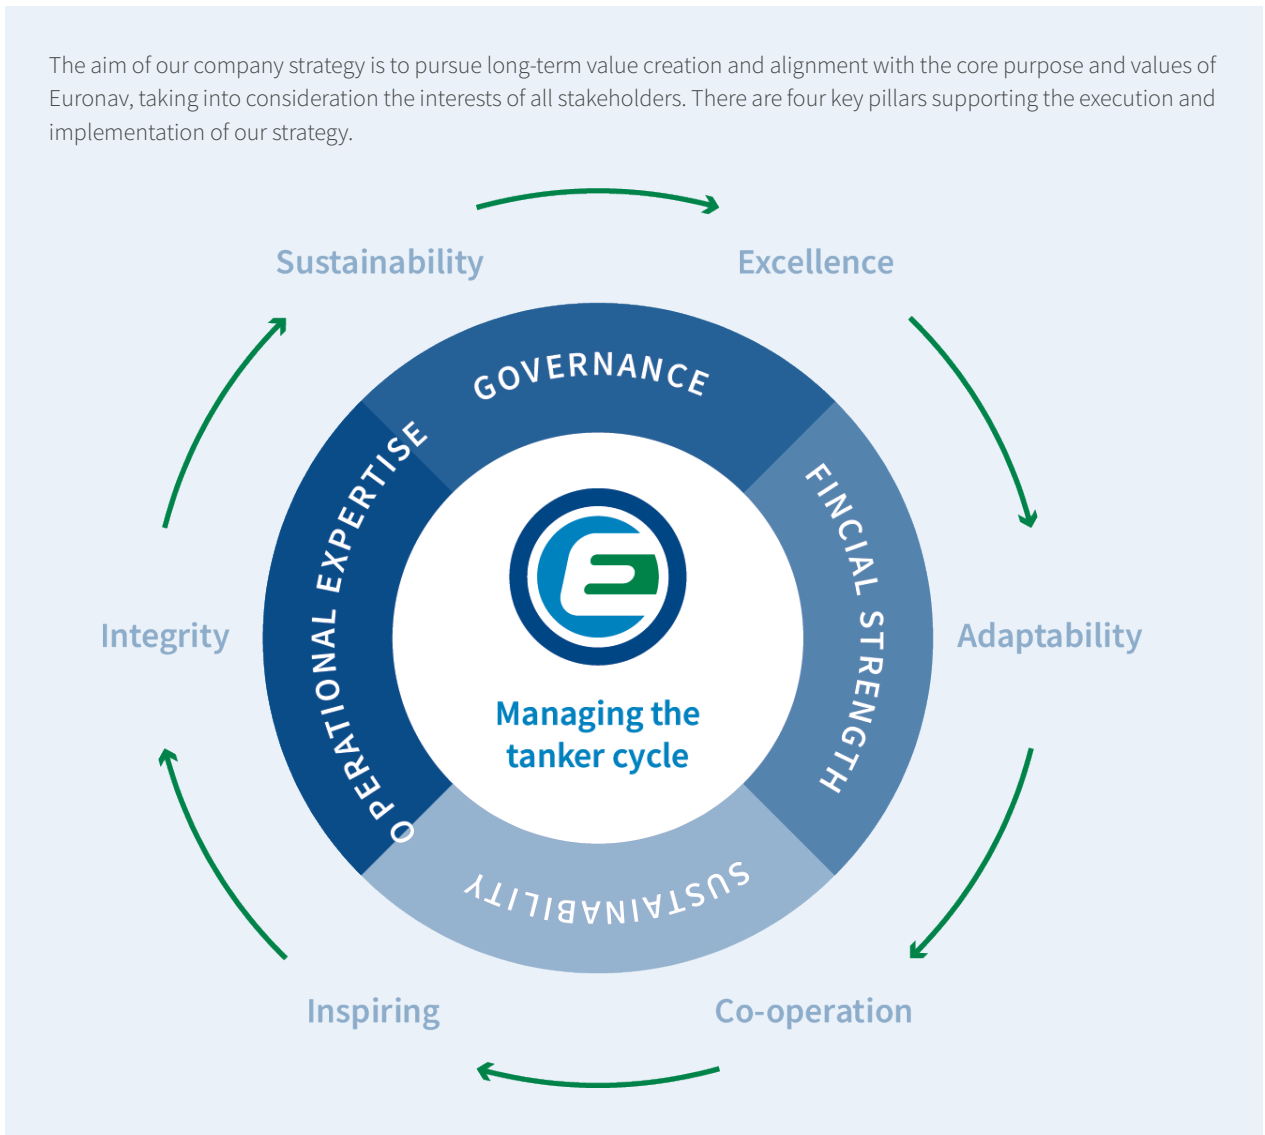 The aim of our company strategy is to pursue long-term value creation and alignment with the core purpose and values of
Euronav, taking into consideration the interests of all stakeholders. There are four key pillars supporting the execution and
implementation of our strategy.
Sustainability
Excellence
GOVERNANCE
OPERATIONAL EXPERTISE
FINCIAL STRENGTH
Integrity
Adaptability
Managing the
tanker cycle
SUSTAINABILITY
Inspiring
Co-operation